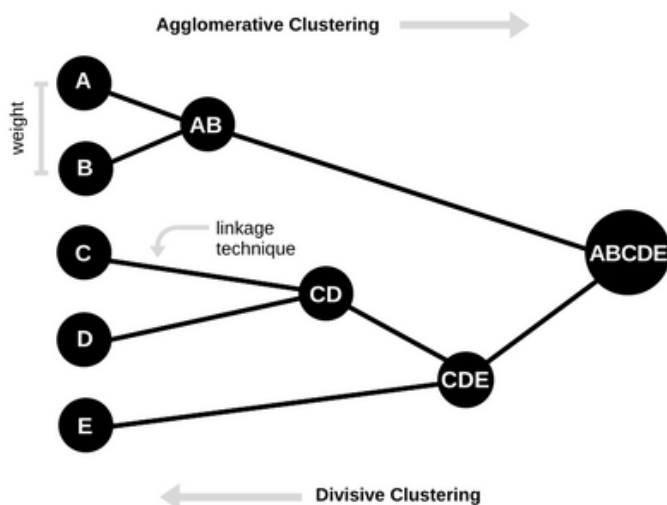 Agglomerative Clustering
A
weight
AB
B
C
linkage
technique
ABCDE
CD
D
CDE
E
Divisive Clustering